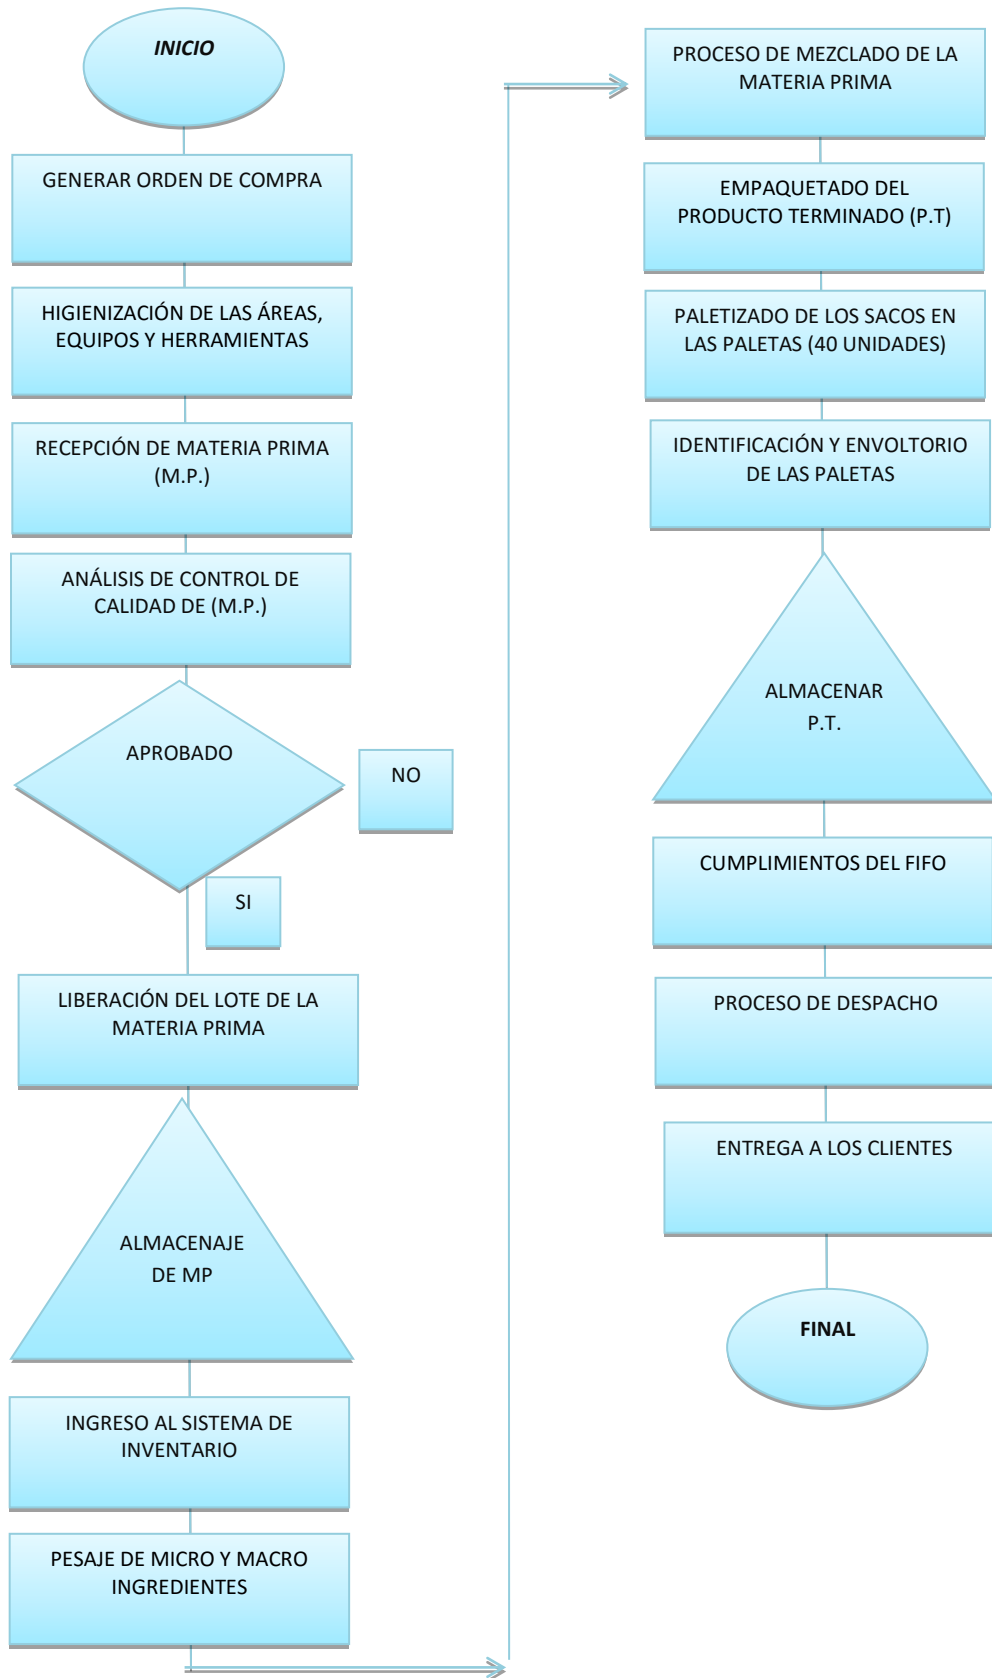 INICIO
GENERAR ORDEN DE COMPRA
HIGIENIZACIÓN DE LAS ÁREAS,
EQUIPOS Y HERRAMIENTAS
RECEPCIÓN DE MATERIA PRIMA
(M.P.)
ANÁLISIS DE CONTROL DE
CALIDAD DE (M.P.)
APROBADO
NO
SI
LIBERACIÓN DEL LOTE DE LA
MATERIA PRIMA
ALMACENAJE
DE MP
INGRESO AL SISTEMA DE
INVENTARIO
PESAJE DE MICRO Y MACRO
INGREDIENTES
PROCESO DE MEZCLADO DE LA
MATERIA PRIMA
EMPAQUETADO DEL
PRODUCTO TERMINADO (P.T)
PALETIZADO DE LOS SACOS EN
LAS PALETAS (40 UNIDADES)
IDENTIFICACIÓN Y ENVOLTORIO
DE LAS PALETAS
ALMACENAR
P.T.
CUMPLIMIENTOS DEL FIFO
PROCESO DE DESPACHO
ENTREGA A LOS CLIENTES
FINAL